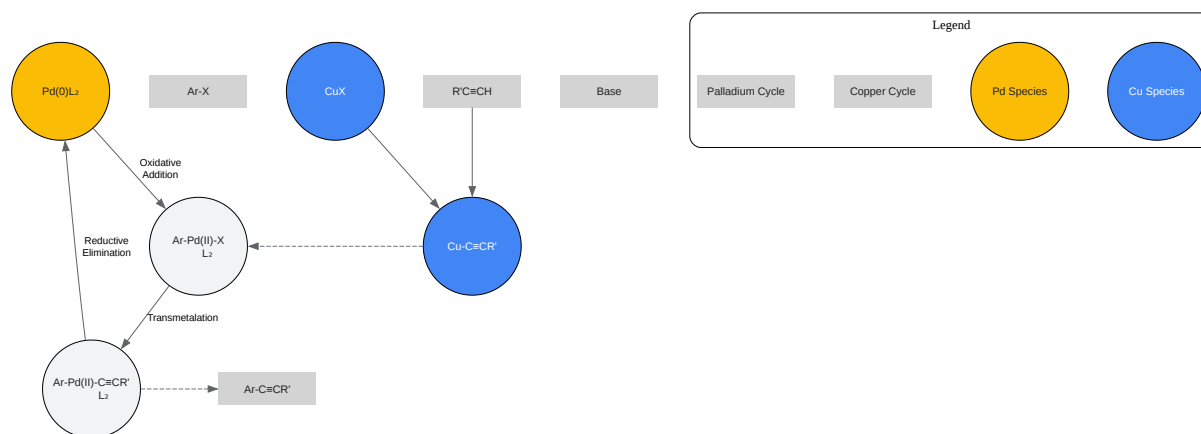 Legend
Pd(0)L₂
Ar-X
CuX
R'C≡CH
Base
Palladium Cycle
Copper Cycle
Pd Species
Cu Species
Oxidative
Addition
Reductive
Elimination
Ar-Pd(II)-X
L₂
Cu-C≡CR'
Transmetalation
Ar-Pd(II)-C≡CR'
L₂
Ar-C≡CR'